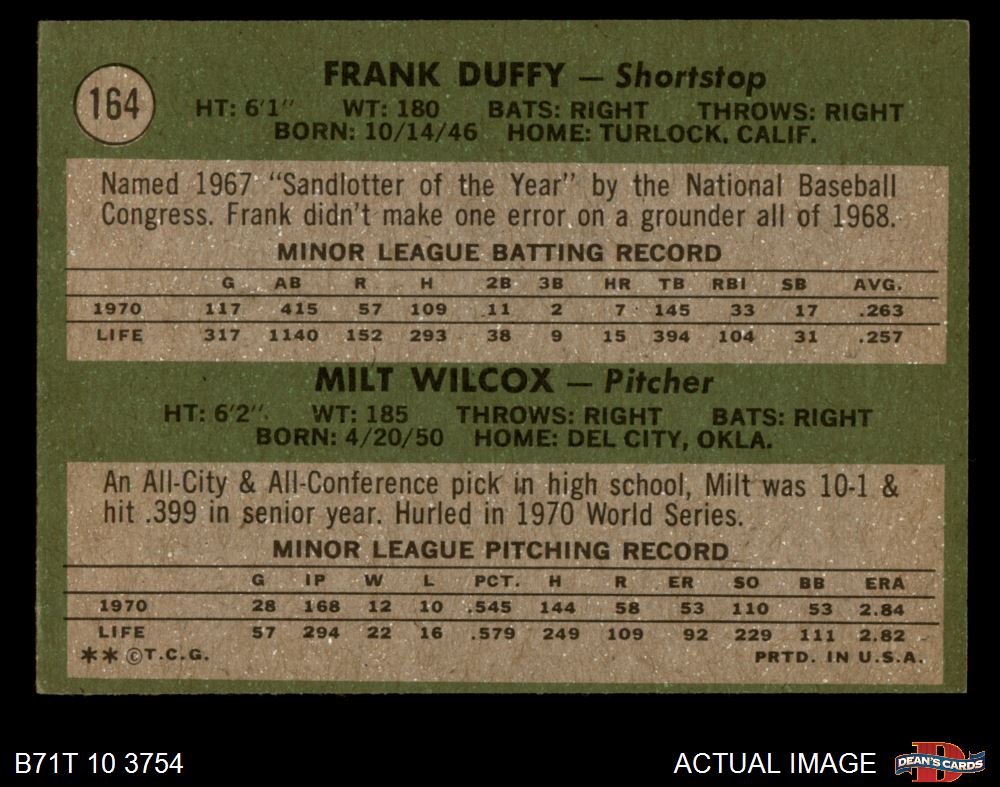 164
FRANK DUFFY — Shortstop
HT: 6'1" WT: 180 BATS: RIGHT THROWS: RIGHT
BORN: 10/14/46 HOME: TURLOCK, CALIF.
Named 1967 "Sandlotter of the Year" by the National Baseball
Congress. Frank didn't make one error on a grounder all of 1968.
MINOR LEAGUE BATTING RECORD
G AB R H 2B 3B HR TB RBI SB AVG.
1970 117 415 57 109 11 2 7 145 33 17 .263
LIFE 317 1140 152 293 38 9 15 394 104 31 .257
MILT WILCOX — Pitcher
HT: 6'2" WT: 185 THROWS: RIGHT BATS: RIGHT
BORN: 4/20/50 HOME: DEL CITY, OKLA.
An All-City & All-Conference pick in high school, Milt was 10-1 &
hit .399 in senior year. Hurled in 1970 World Series.
MINOR LEAGUE PITCHING RECORD
G IP W L PCT. H R ER SO BB ERA
1970 28 168 12 10 .545 144 58 53 110 53 2.84
LIFE 57 294 22 16 .579 249 109 92 229 111 2.82
**©T.C.G. PRTD. IN U.S.A.
B71T 10 3754 ACTUAL IMAGE
D
DEAN'S CARDS